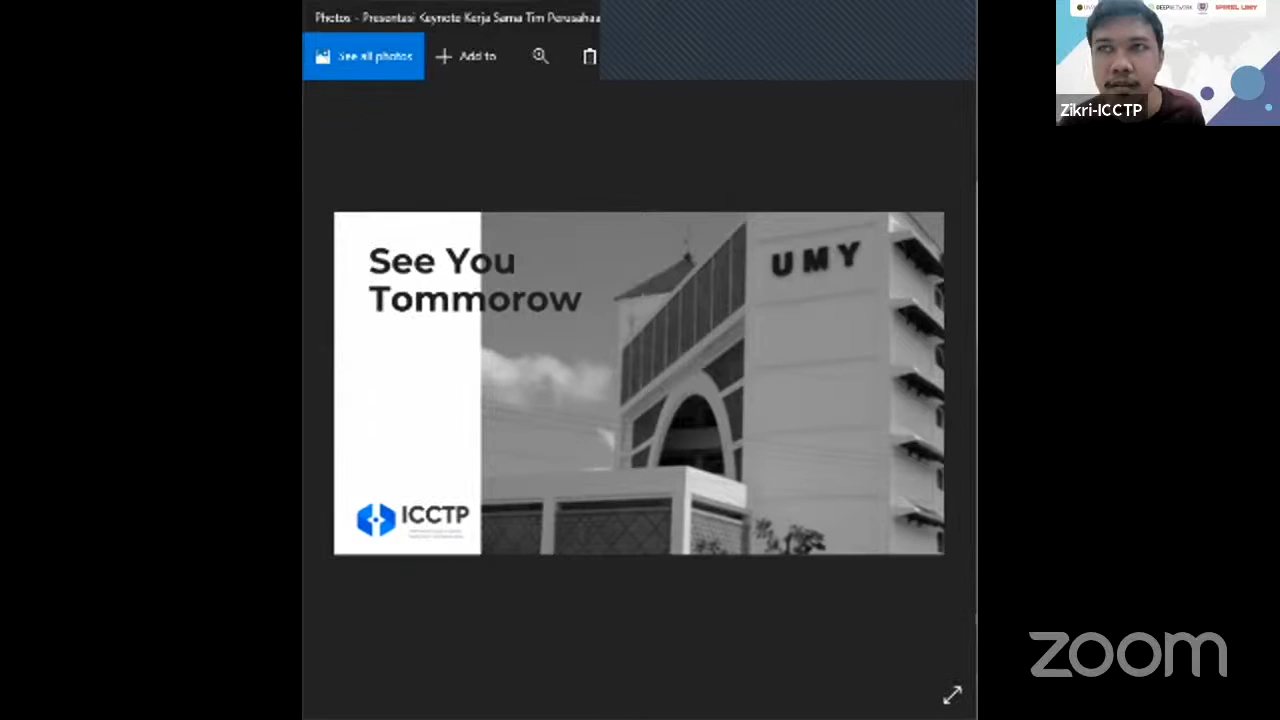 Photos - Presentasi Keynote Kerja Sama Tim Perusahaa
See all photos
Add to
See You
Tommorow
UMY
ICCTP
DEEPNETWORK
Zikri-ICCTP
zoom